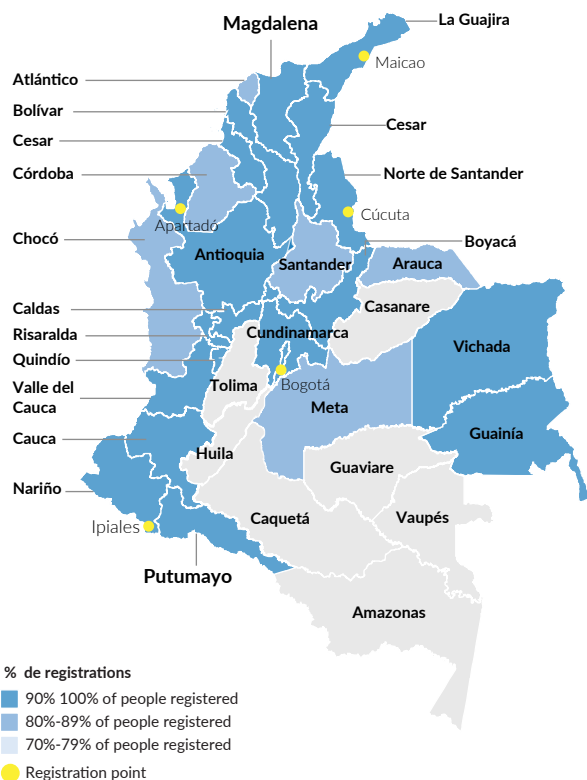 Magdalena
La Guajira
Maicao
Atlántico
Bolívar
Cesar
Cesar
Córdoba
Norte de Santander
Cúcuta
Apartadó
Chocó
Boyacá
Antioquia
Santander
Arauca
Casanare
Caldas
Risaralda
Cundinamarca
Vichada
Quindío
Tolima
Bogotá
Valle del
Cauca
Meta
Guainía
Cauca
Huila
Guaviare
Nariño
Ipiales
Caquetá
Vaupés
Putumayo
Amazonas
% de registrations
90% 100% of people registered
80%-89% of people registered
70%-79% of people registered
Registration point